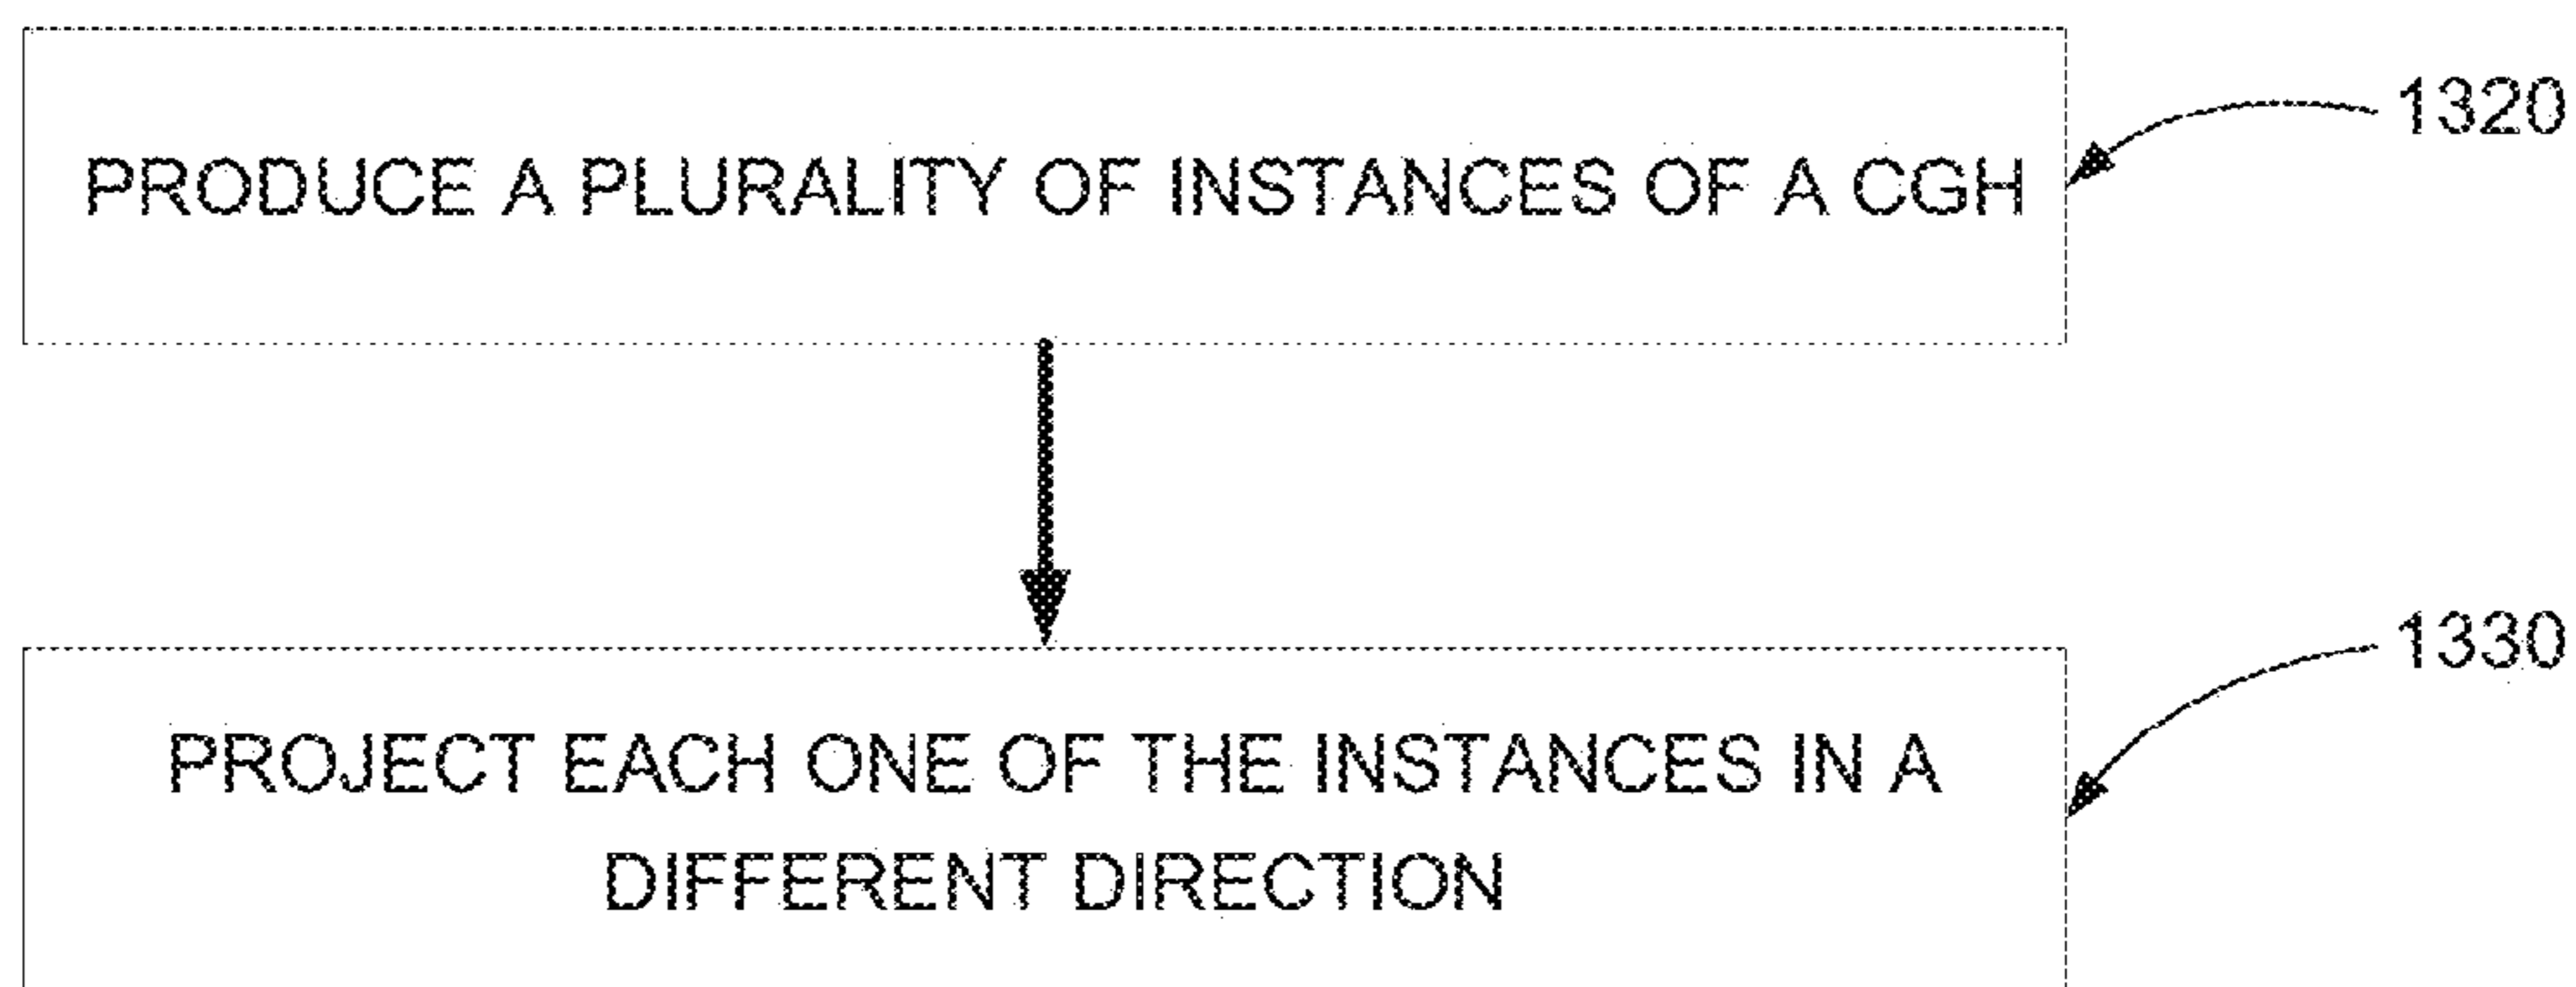 PRODUCE A PLURALITY OF INSTANCES OF A CGH
1320
1330
PROJECT EACH ONE OF THE INSTANCES IN A
DIFFERENT DIRECTION